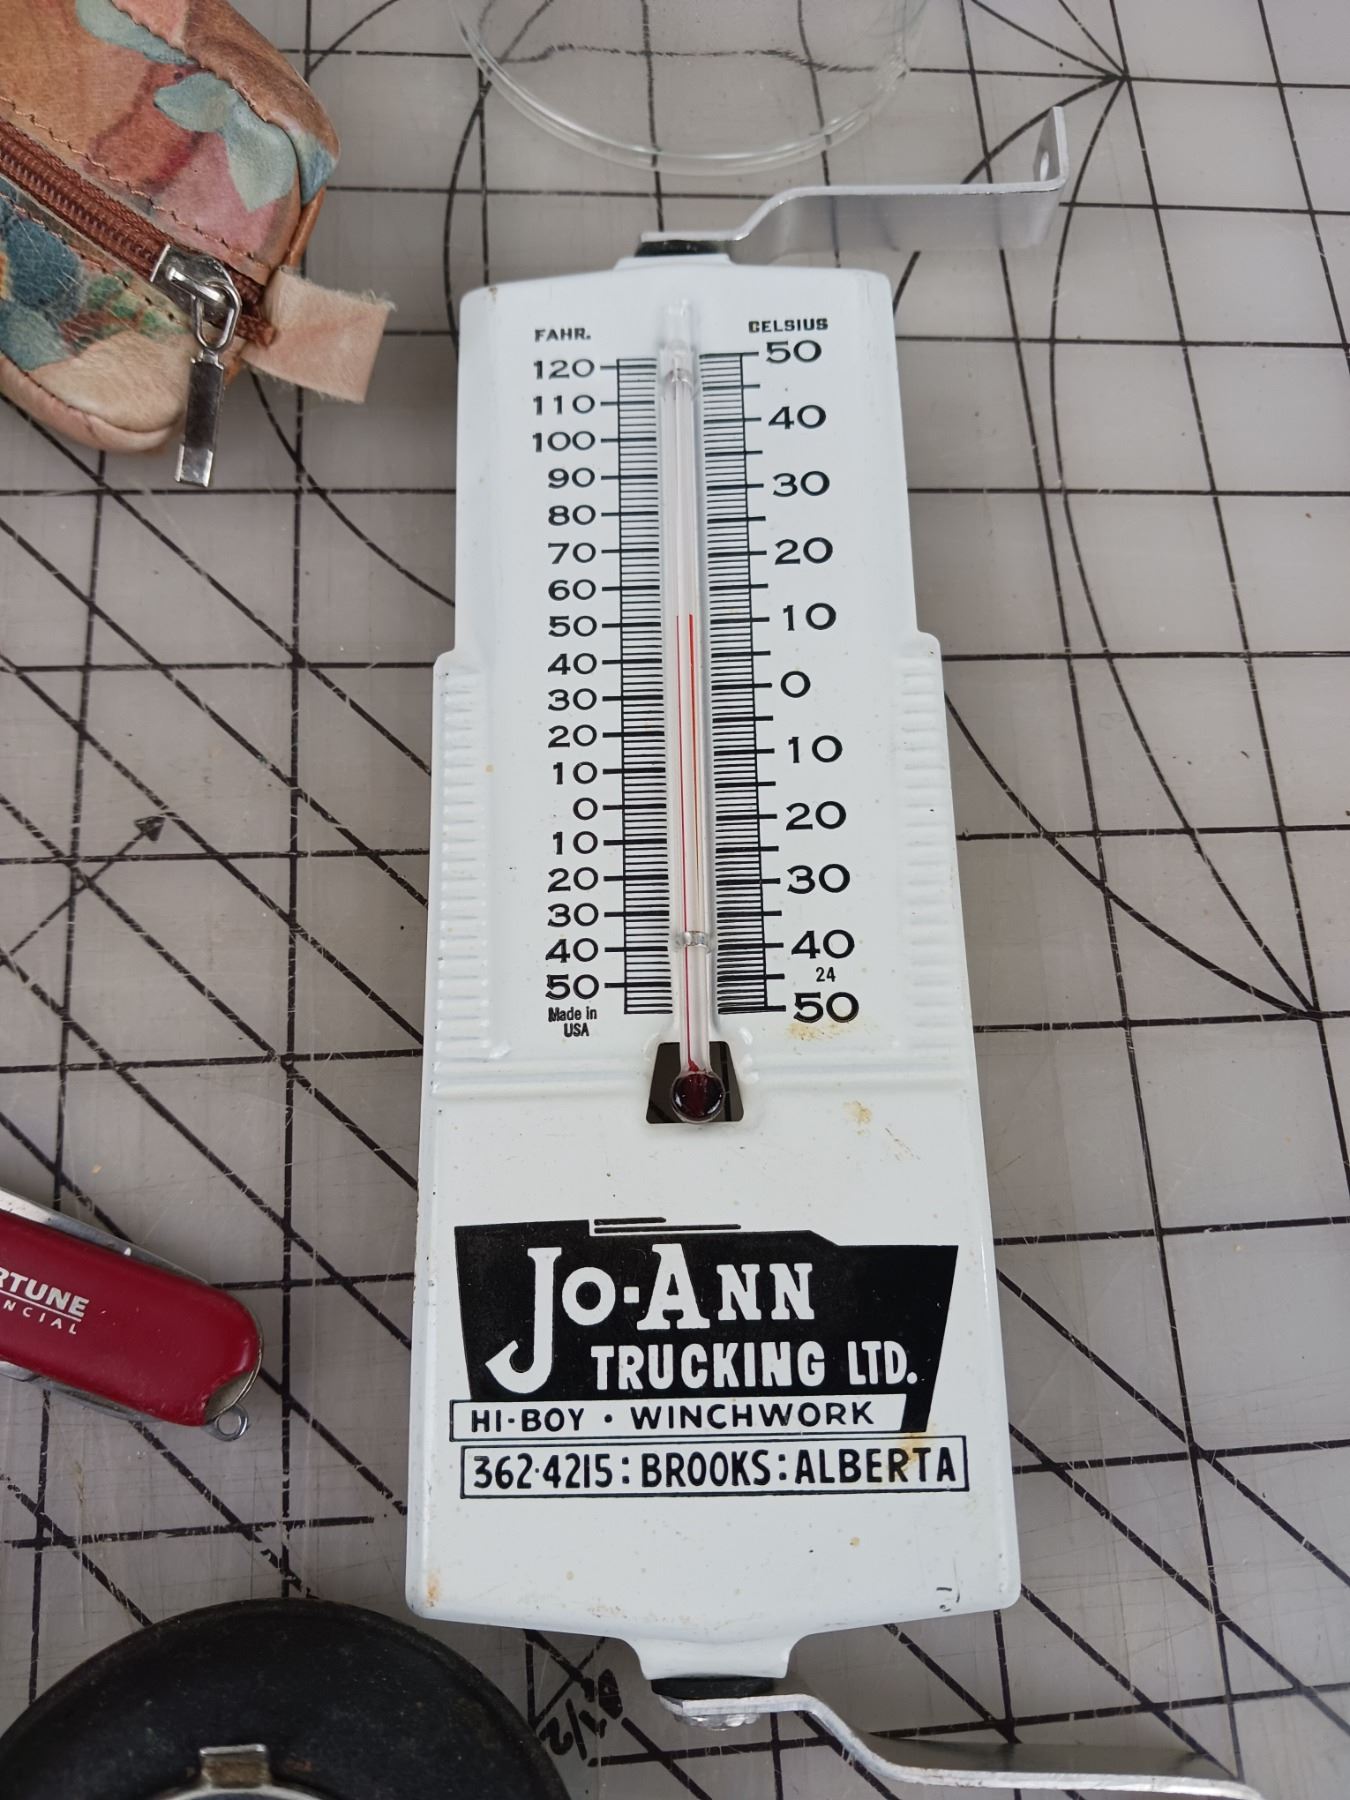 FAHR. CELSIUS
120 50
110 40
100
90 30
80
70 20
60
50 10
40
30 0
20
10 10
0 20
10
20 30
30
40 40
24
50 50
Made in
USA
JO-ANN
TRUCKING LTD.
HI-BOY • WINCHWORK
362·4215:BROOKS:ALBERTA
RTUNE
NCIAL